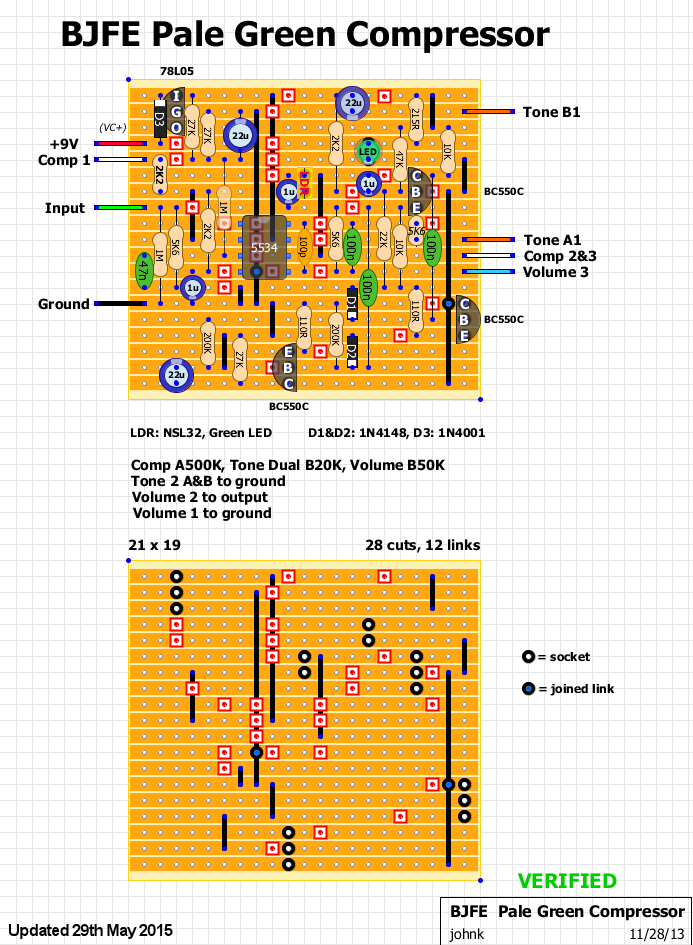 BJFE Pale Green Compressor
78L05
I
G
O
D3
27K
27K
22u
22u
2K2
215R
Tone B1
(VC+)
+9V
Comp 1
LED
47K
10K
2K2
1u
LDR
1u
C
B
E
BC550C
Input
1M
2K2
5K6
1M
5K6
5534
100p
5K6
100n
22K
10K
100n
Tone A1
Comp 2&3
Volume 3
47n
1u
100n
Ground
D1
110R
200K
110R
C
B
E
BC550C
200K
27K
D2
22u
E
B
C
BC550C
LDR: NSL32, Green LED
D1&D2: 1N4148, D3: 1N4001
Comp A500K, Tone Dual B20K, Volume B50K
Tone 2 A&B to ground
Volume 2 to output
Volume 1 to ground
21 x 19
28 cuts, 12 links
= socket
= joined link
VERIFIED
BJFE Pale Green Compressor
johnk
11/28/13
Updated 29th May 2015